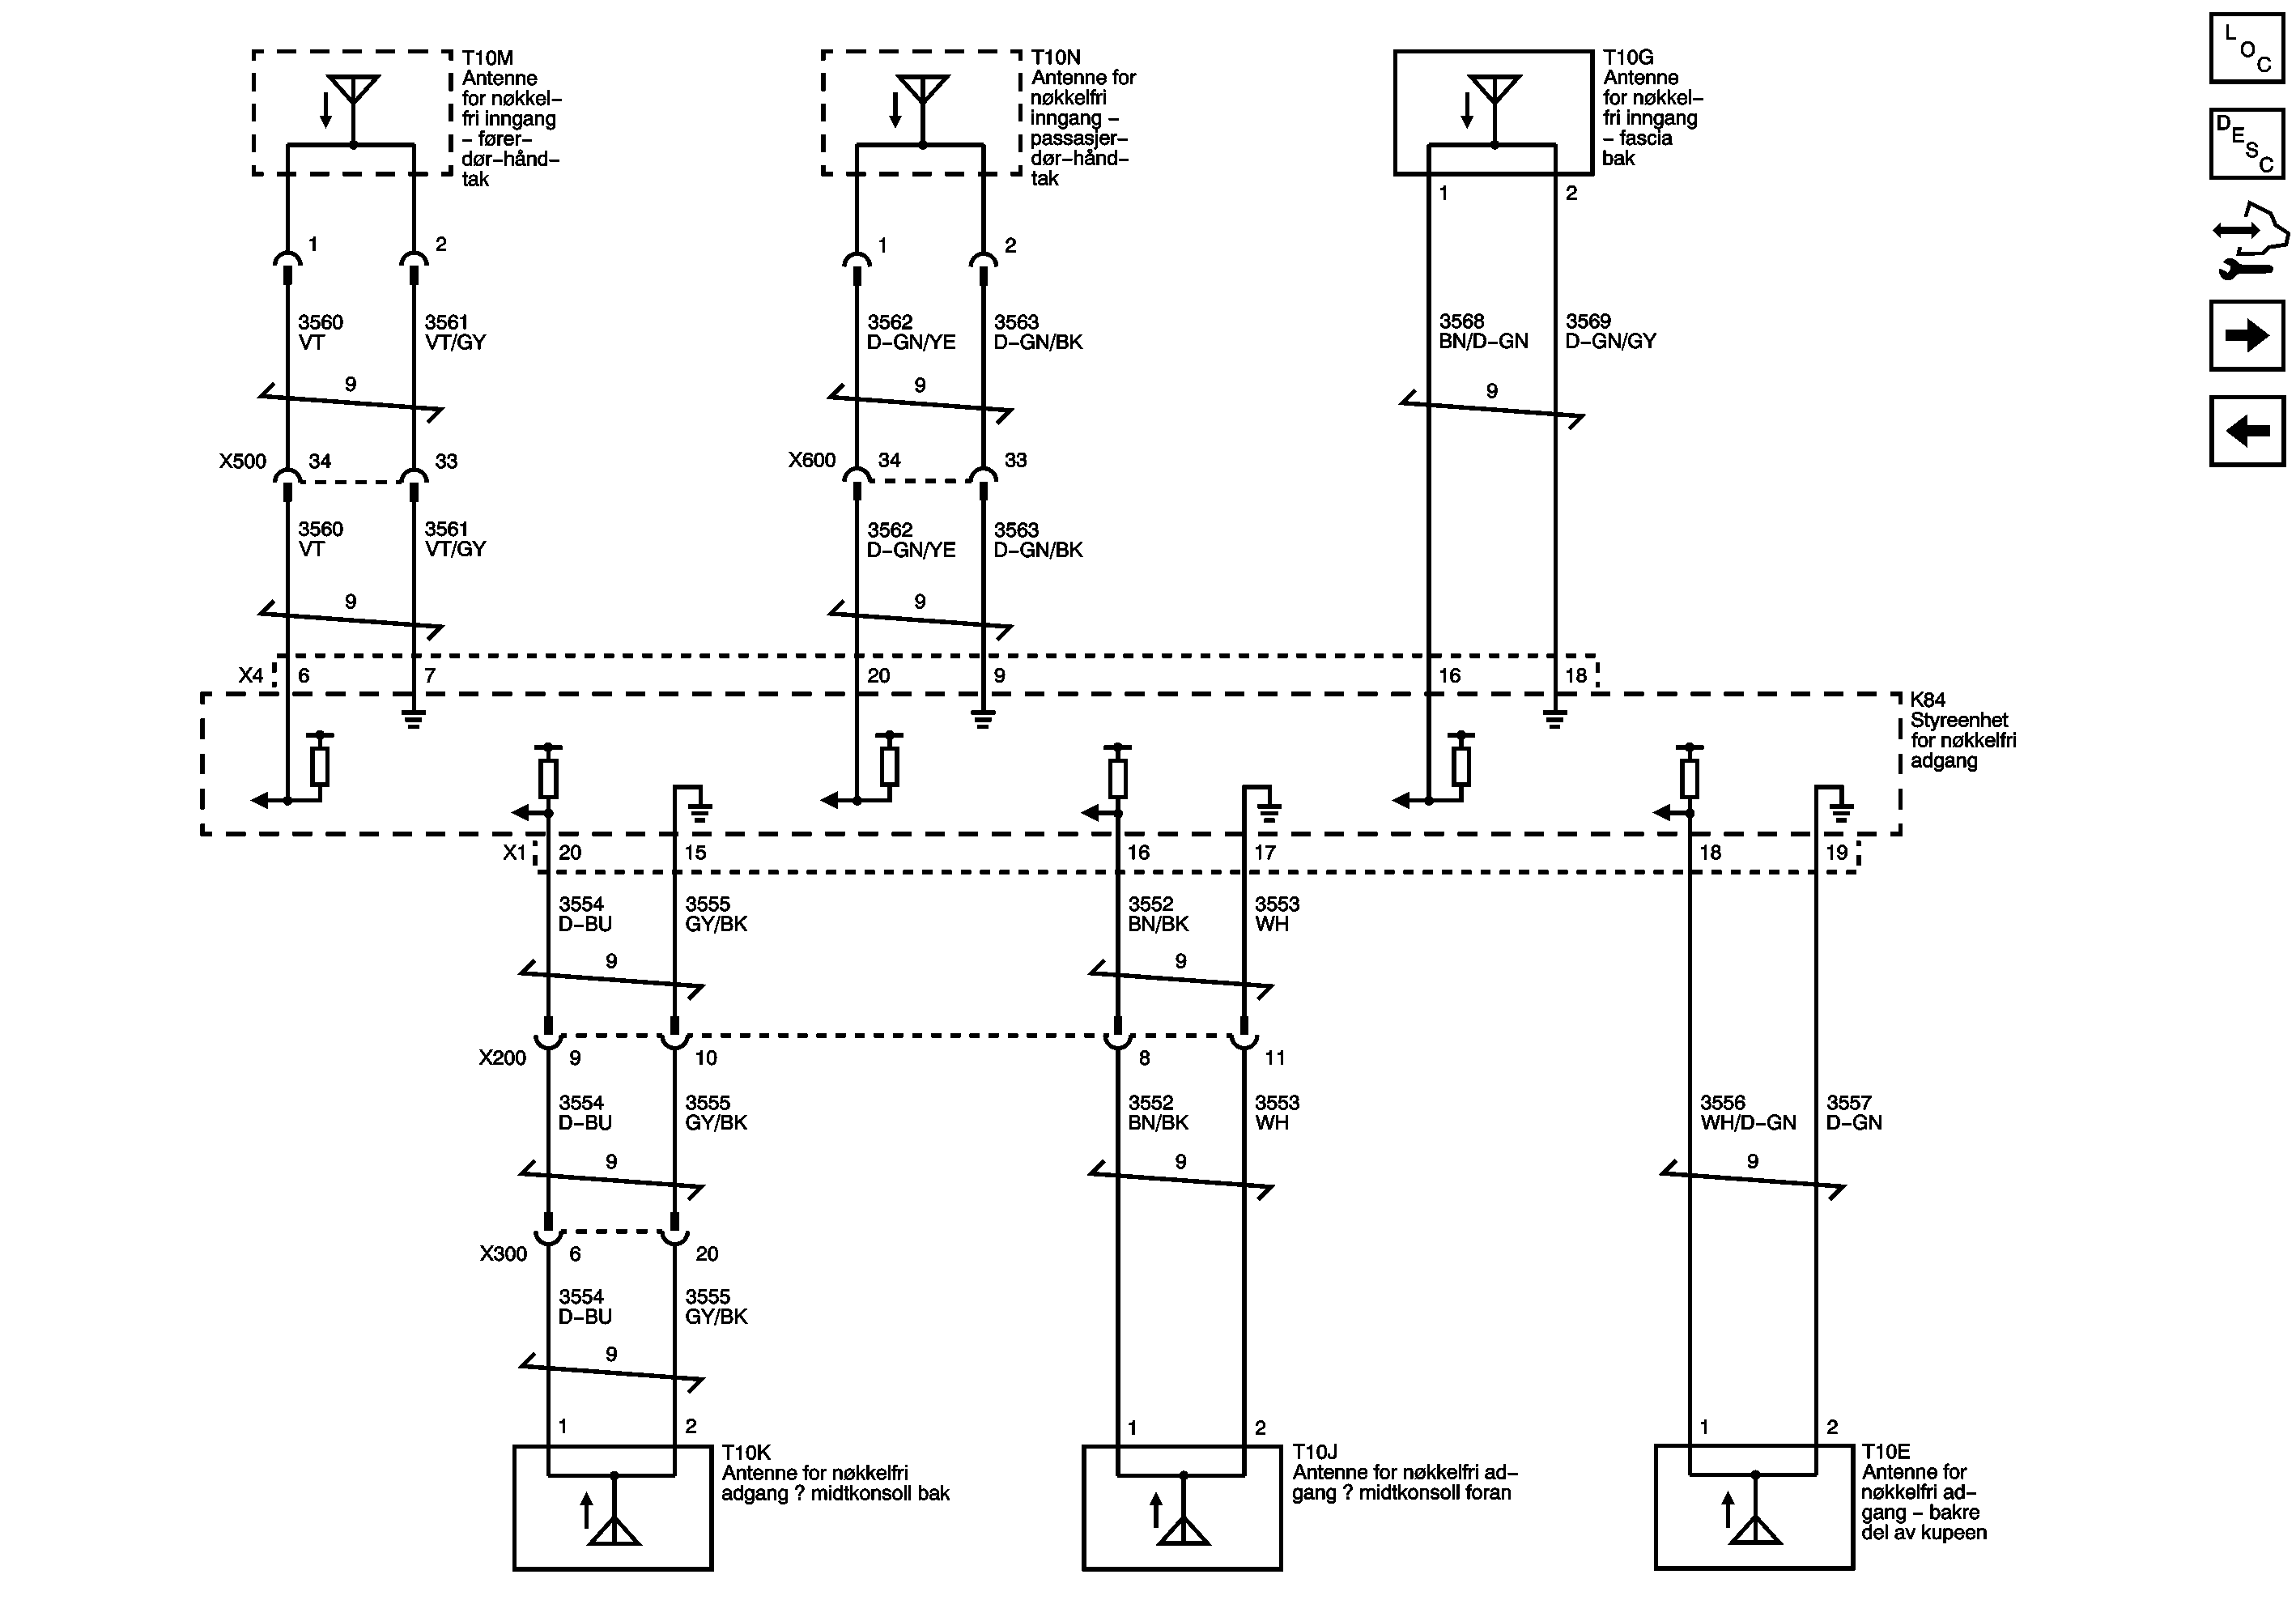 T10M
Antenne
for nøkkel–
fri inngang
– fører–
dør–hånd–
tak
T10N
Antenne for
nøkkelfri
inngang –
passasjer–
dør–hånd–
tak
T10G
Antenne
for nøkkel–
fri inngang
– fascia
bak
L
O
C
D
E
S
C
1
2
1
2
1
2
3560
VT
3561
VT/GY
3562
D–GN/YE
3563
D–GN/BK
3568
BN/D–GN
3569
D–GN/GY
9
9
9
X500
34
33
X600
34
33
3560
VT
3561
VT/GY
3562
D–GN/YE
3563
D–GN/BK
9
9
X4
6
7
20
9
16
18
K84
Styreenhet
for nøkkelfri
adgang
X1
20
15
16
17
18
19
3554
D–BU
3555
GY/BK
3552
BN/BK
3553
WH
9
9
X200
9
10
8
11
3554
D–BU
3555
GY/BK
3552
BN/BK
3553
WH
3556
WH/D–GN
3557
D–GN
9
9
9
X300
6
20
3554
D–BU
3555
GY/BK
9
1
2
1
2
1
2
T10K
Antenne for nøkkelfri
adgang ? midtkonsoll bak
T10J
Antenne for nøkkelfri ad–
gang ? midtkonsoll foran
T10E
Antenne for
nøkkelfri ad–
gang – bakre
del av kupeen